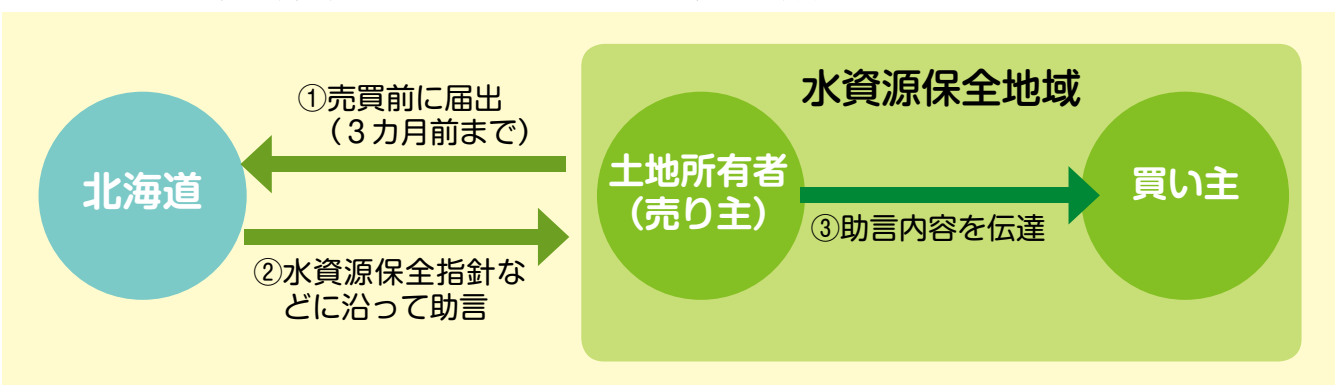 水資源保全地域
①売買前に届出
（３カ月前まで）
北海道
土地所有者
（売り主）
買い主
③助言内容を伝達
②水資源保全指針な
どに沿って助言